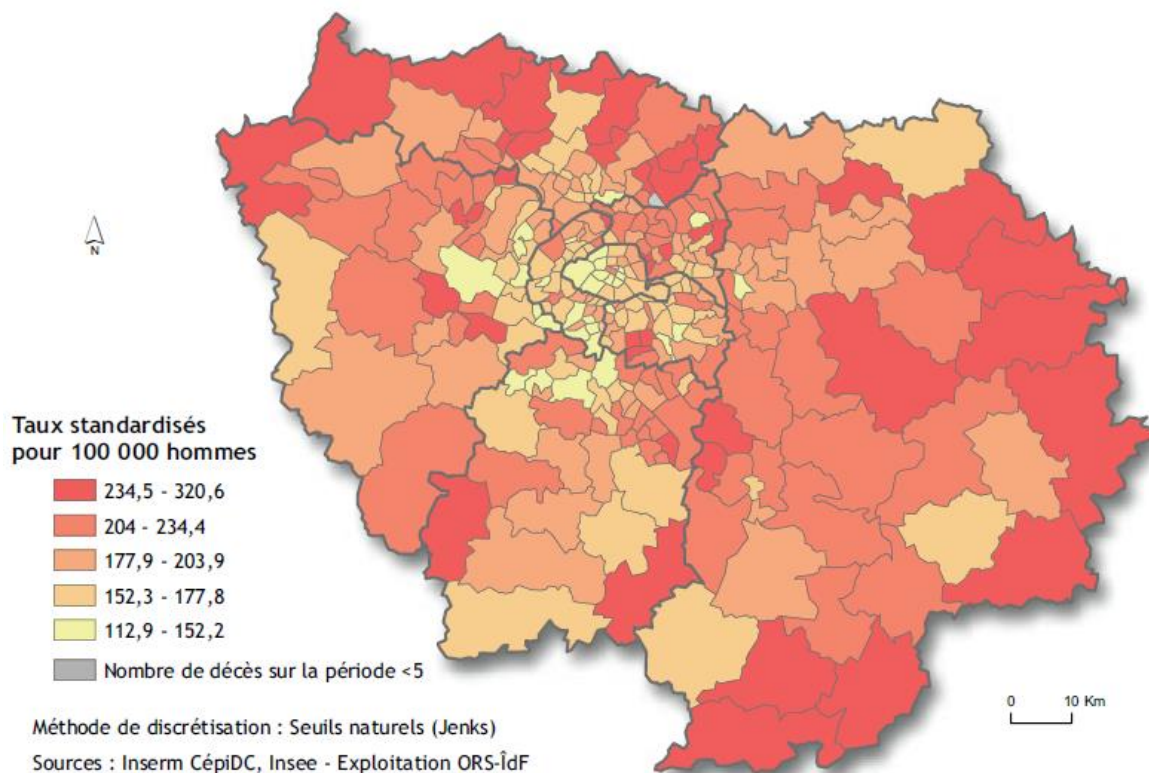 N
Taux standardisés
pour 100 000 hommes
234,5 - 320,6
204 - 234,4
177,9 - 203,9
152,3 - 177,8
112,9 - 152,2
Nombre de décès sur la période <5
0 10 Km
Méthode de discrétisation : Seuils naturels (Jenks)
Sources : Inserm CépiDC, Insee - Exploitation ORS-ÎdF